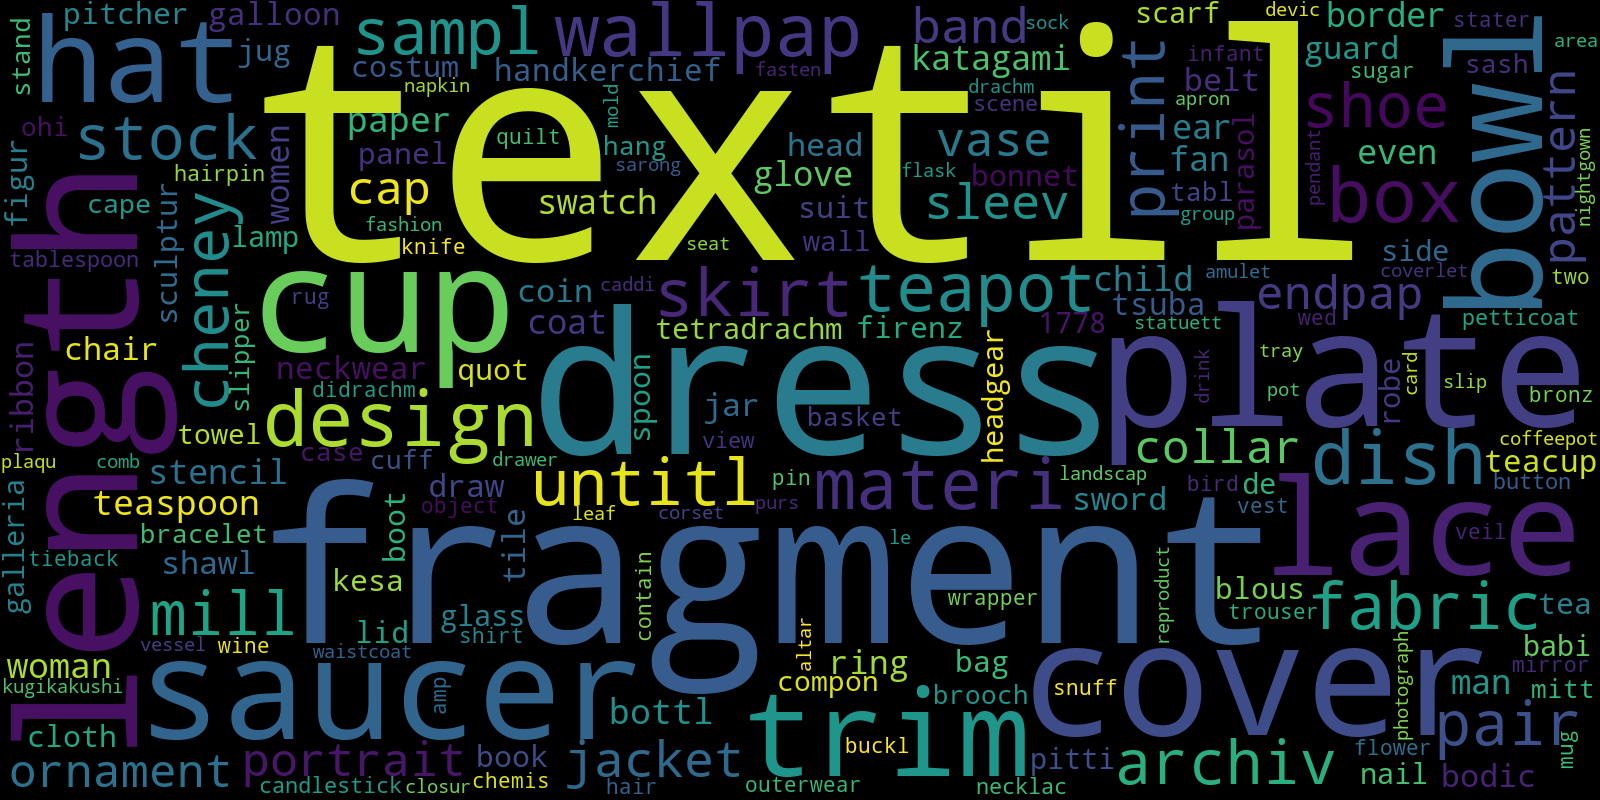 pitcher
galloon
sampl
wallpap
band
sock
scarf
devic
border
stater
area
stand
hat
jug
costum
handkerchief
fasten
katagami
print
infant
guard
sugar
sash
bowl
napkin
mold
drachm
scene
belt
apron
shoe
ohi
stock
women
paper
quilt
hang
textil
head
vase
ear
parasol
pendant
even
pattern
nightgown
figur
hairpin
panel
sarong
glove
flask
bonnet
fan
tabl
box
cape
sculptur
cheney
cap
swatch
suit
sleev
group
lamp
fashion
knife
seat
wall
side
tablespoon
length
cup
rug
coin
caddi
skirt
teapot
child
amulet
coverlet
two
tsuba
endpap
chair
slipper
coat
tetradrachm
firenz
1778
statuett
wed
petticoat
ribbon
neckwear
quot
dress
headgear
plate
drink
tray
robe
card
slip
didrachm
design
spoon
jar
basket
pot
bronz
towel
case
view
collar
dish
coffeepot
plaqu
comb
stencil
cuff
drawer
untitl
pin
materi
landscap
teacup
teaspoon
draw
object
leaf
corset
purs
sword
bird
de
vest
lace
button
galleria
bracelet
boot
tile
fragment
le
veil
tieback
shawl
kesa
contain
wrapper
reproduct
blous
trouser
fabric
tea
mill
glass
lid
shirt
altar
vessel
wine
waistcoat
woman
saucer
ring
bag
cover
photograph
babi
mirror
kugikakushi
amp
compon
brooch
snuff
man
mitt
cloth
bottl
trim
buckl
pair
mug
portrait
book
jacket
pitti
archiv
flower
ornament
candlestick
closur
chemis
hair
outerwear
necklac
nail
bodic